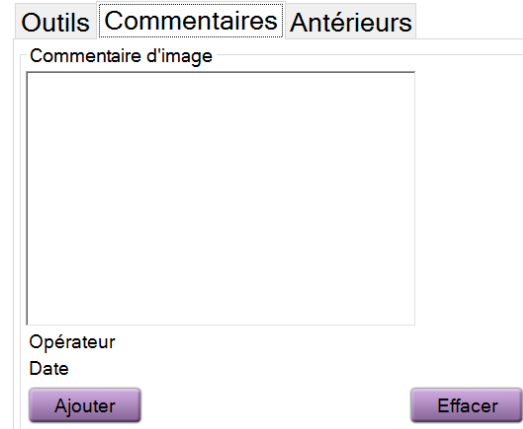 Outils Commentaires Antérieurs
Commentaire d'image
Opérateur
Date
Ajouter Effacer